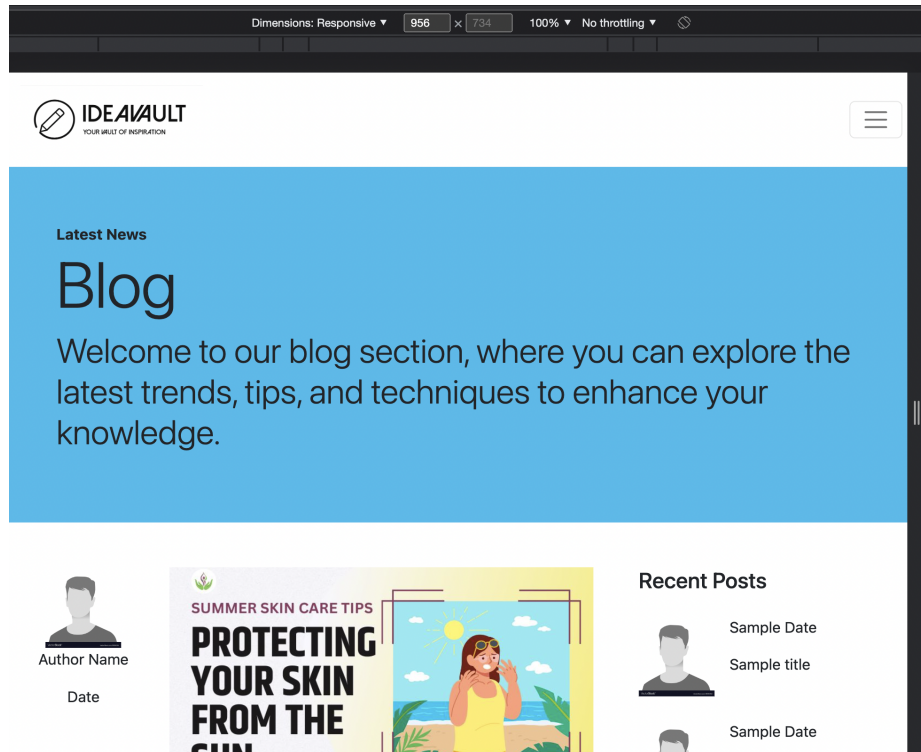 Dimensions: Responsive ▼ 956 × 734 100% ▼ No throttling ▼
IDEAVAULT
YOUR VAULT OF INSPIRATION
Latest News
Blog
Welcome to our blog section, where you can explore the
latest trends, tips, and techniques to enhance your
knowledge.
Author Name
Date
SUMMER SKIN CARE TIPS
PROTECTING
YOUR SKIN
FROM THE
SUN
Recent Posts
Sample Date
Sample title
Sample Date